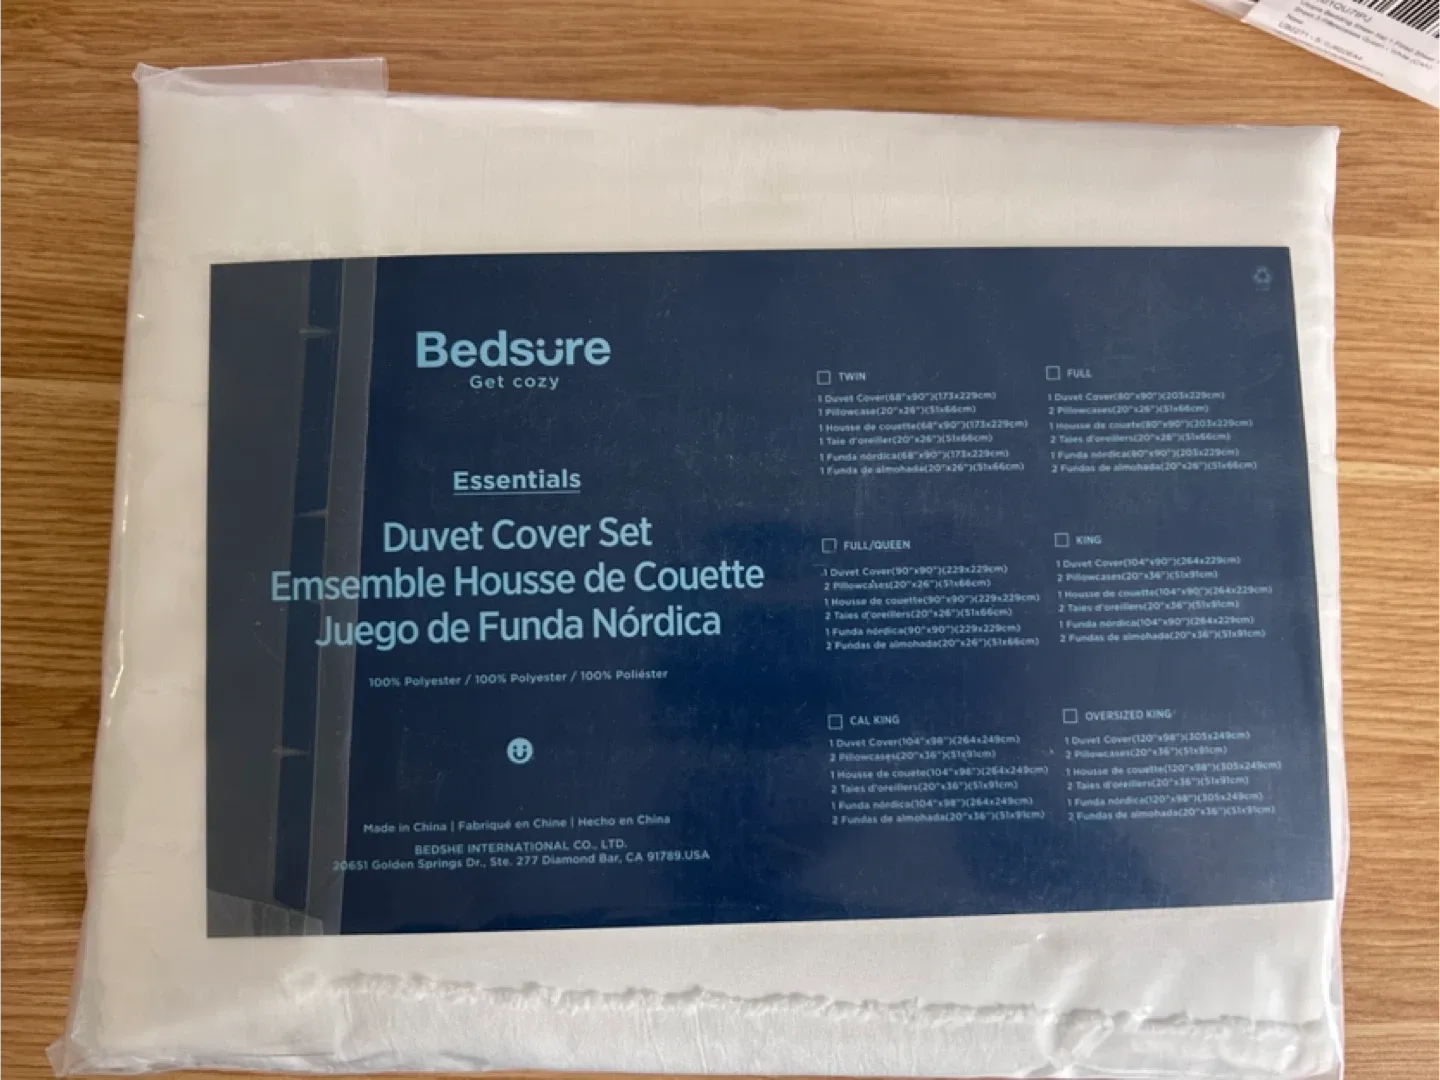 Bedsure
Get cozy
Essentials
Duvet Cover Set
Emsemble Housse de Couette
Juego de Funda Nórdica
100% Polyester / 100% Polyester / 100% Poliéster
Made in China | Fabriqué en Chine | Hecho en China
BEDSHE INTERNATIONAL CO., LTD.
20651 Golden Springs Dr., Ste. 277 Diamond Bar, CA 91789.USA
TWIN
1 Duvet Cover(68"x90")(173x229cm)
1 Pillowcase(20"x26")(51x66cm)
1 Housse de couette(68"x90")(173x229cm)
1 Taie d'oreiller(20"x26")(51x66cm)
1 Funda nórdica(68"x90")(173x229cm)
1 Funda de almohada(20"x26")(51x66cm)
FULL
1 Duvet Cover(80"x90")(203x229cm)
2 Pillowcases(20"x26")(51x66cm)
1 Housse de couete(80"x90")(203x229cm)
2 Taies d'oreillers(20"x26")(51x66cm)
1 Funda nórdica(80"x90")(203x229cm)
2 Fundas de almohada(20"x26")(51x66cm)
FULL/QUEEN
1 Duvet Cover(90"x90")(229x229cm)
2 Pillowcases(20"x26")(51x66cm)
1 Housse de couette(90"x90")(229x229cm)
2 Taies d'oreillers(20"x26")(51x66cm)
1 Funda nórdica(90"x90")(229x229cm)
2 Fundas de almohada(20"x26")(51x66cm)
KING
1 Duvet Cover(104"x90")(264x229cm)
2 Pillowcases(20"x36")(51x91cm)
1 Housse de couette(104"x90")(264x229cm)
2 Taies d'oreillers(20"x36")(51x91cm)
1 Funda nórdica(104"x90")(264x229cm)
2 Fundas de almohada(20"x36")(51x91cm)
CAL KING
1 Duvet Cover(104"x98")(264x249cm)
2 Pillowcases(20"x36")(51x91cm)
1 Housse de couete(104"x98")(264x249cm)
2 Taies d'oreillers(20"x36")(51x91cm)
1 Funda nórdica(104"x98")(264x249cm)
2 Fundas de almohada(20"x36")(51x91cm)
OVERSIZED KING
1 Duvet Cover(120"x98")(305x249cm)
2 Pillowcases(20"x36")(51x91cm)
1 Housse de couette(120"x98")(305x249cm)
2 Taies d'oreillers(20"x36")(51x91cm)
1 Funda nórdica(120"x98")(305x249cm)
2 Fundas de almohada(20"x36")(51x91cm)